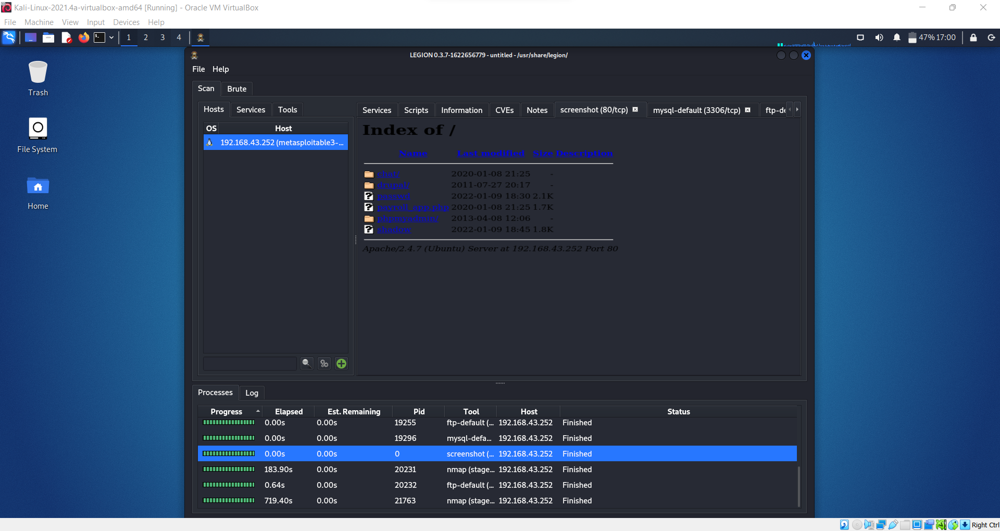 Kali-Linux-2021.4a-virtualbox-amd64 [Running] - Oracle VM VirtualBox
File Machine View Input Devices Help
1 2 3 4 47% 17:00
LEGION 0.3.7-1622656779 - untitled - /usr/share/legion/
File Help
Trash
File System
Home
Scan Brute
Hosts Services Tools
OS Host
192.168.43.252 (metasploitable3-...
Services Scripts Information CVEs Notes screenshot (80/tcp) mysql-default (3306/tcp) ftp-de
Index of /
Name Last modified Size Description
chat/ 2020-01-08 21:25 -
drupal/ 2011-07-27 20:17 -
passwd 2022-01-09 18:30 2.1K
payroll_app.php 2020-01-08 21:25 1.7K
phpmyadmin/ 2013-04-08 12:06 -
shadow 2022-01-09 18:45 1.8K
Apache/2.4.7 (Ubuntu) Server at 192.168.43.252 Port 80
Processes Log
Progress Elapsed Est. Remaining Pid Tool Host Status
0.00s 0.00s 19255 ftp-default (... 192.168.43.252 Finished
0.00s 0.00s 19296 mysql-defa... 192.168.43.252 Finished
0.00s 0.00s 0 screenshot (... 192.168.43.252 Finished
183.90s 0.00s 20231 nmap (stage... 192.168.43.252 Finished
0.64s 0.00s 20232 ftp-default (... 192.168.43.252 Finished
719.40s 0.00s 21763 nmap (stage... 192.168.43.252 Finished
Right Ctrl